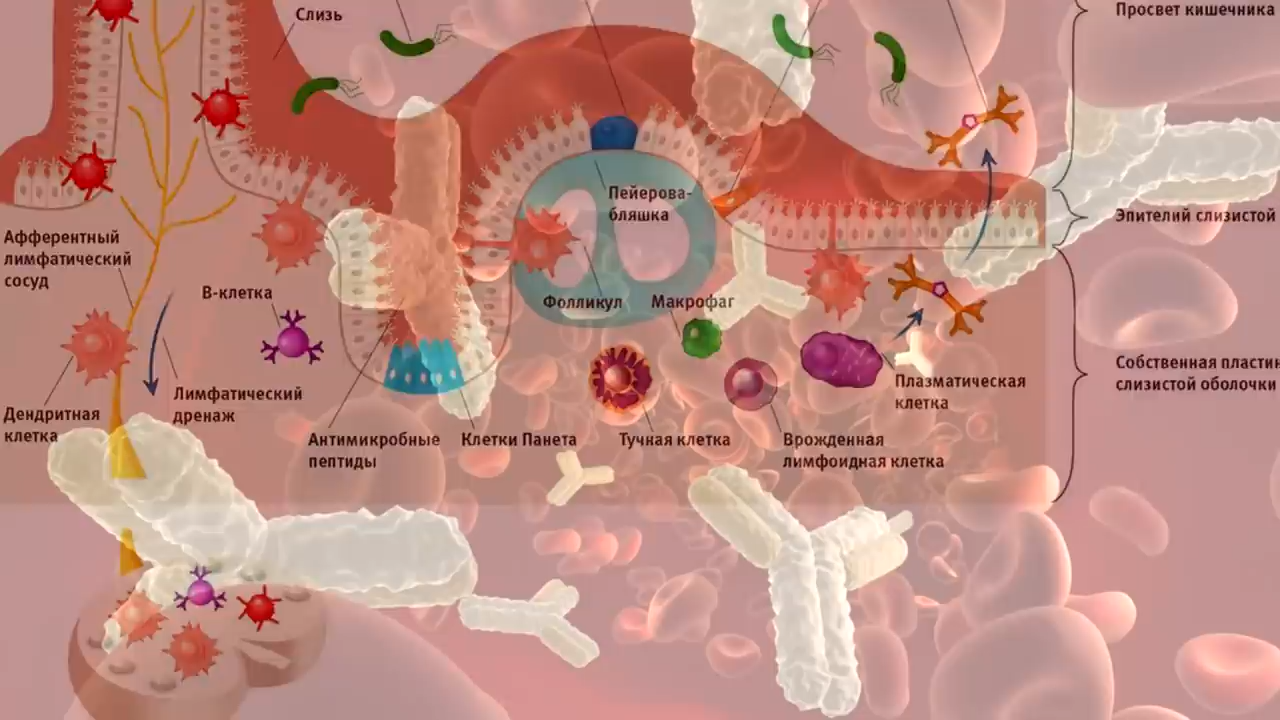 Слизь
Просвет кишечника
Пейерова-
бляшка
Эпителий слизистой
Афферентный
лимфатический
сосуд
В-клетка
Фолликул
Макрофаг
Собственная пластин
слизистой оболочки
Плазматическая
клетка
Лимфатический
дренаж
Дендритная
клетка
Антимикробные
пептиды
Клетки Панета
Тучная клетка
Врожденная
лимфоидная клетка